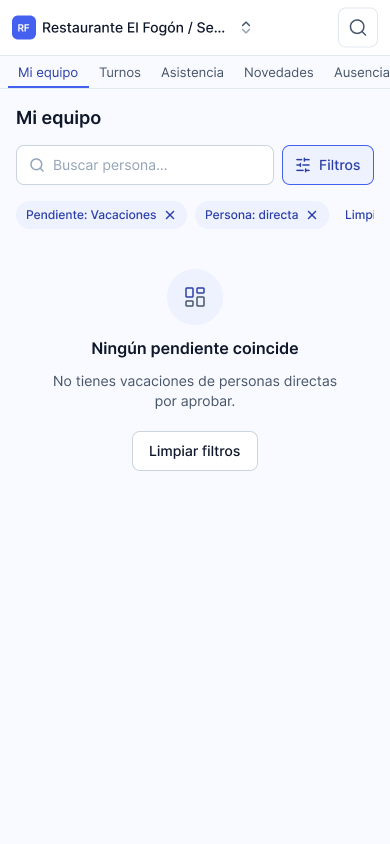 RF Restaurante El Fogón / Se...
Mi equipo Turnos Asistencia Novedades Ausencia
Mi equipo
Buscar persona... Filtros
Pendiente: Vacaciones Persona: directa Limpi
Ningún pendiente coincide
No tienes vacaciones de personas directas
por aprobar.
Limpiar filtros